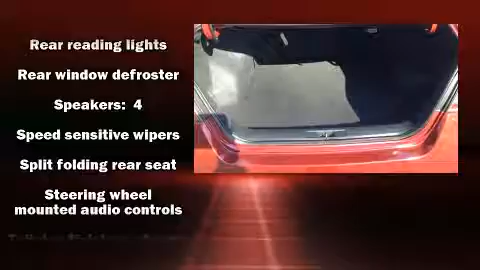 Rear reading lights
Rear window defroster
Speakers: 4
Speed sensitive wipers
Split folding rear seat
Steering wheel
mounted audio controls